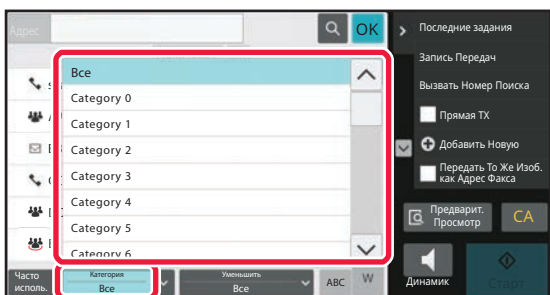 Адрес
OK
Все
Category 0
Category 1
Category 2
Category 3
Category 4
Category 5
Category 6
Часто
исполь.
Категория
Все
Уменьшить
Все
ABC
W
Последние задания
Запись Передач
Вызвать Номер Поиска
Прямая TX
Добавить Новую
Передать То Же Изоб.
как Адрес Факса
Предварит.
Просмотр
CA
Динамик
Старт